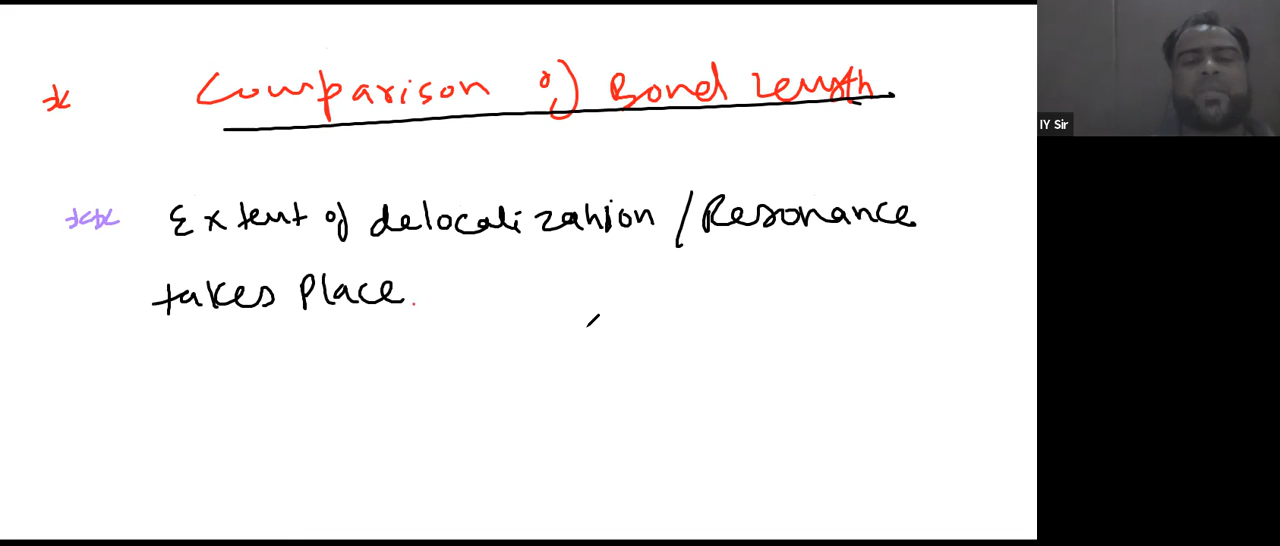 * Comparison of Bond Length.
IY Sir
*** Extent of delocalization / Resonance
takes Place.